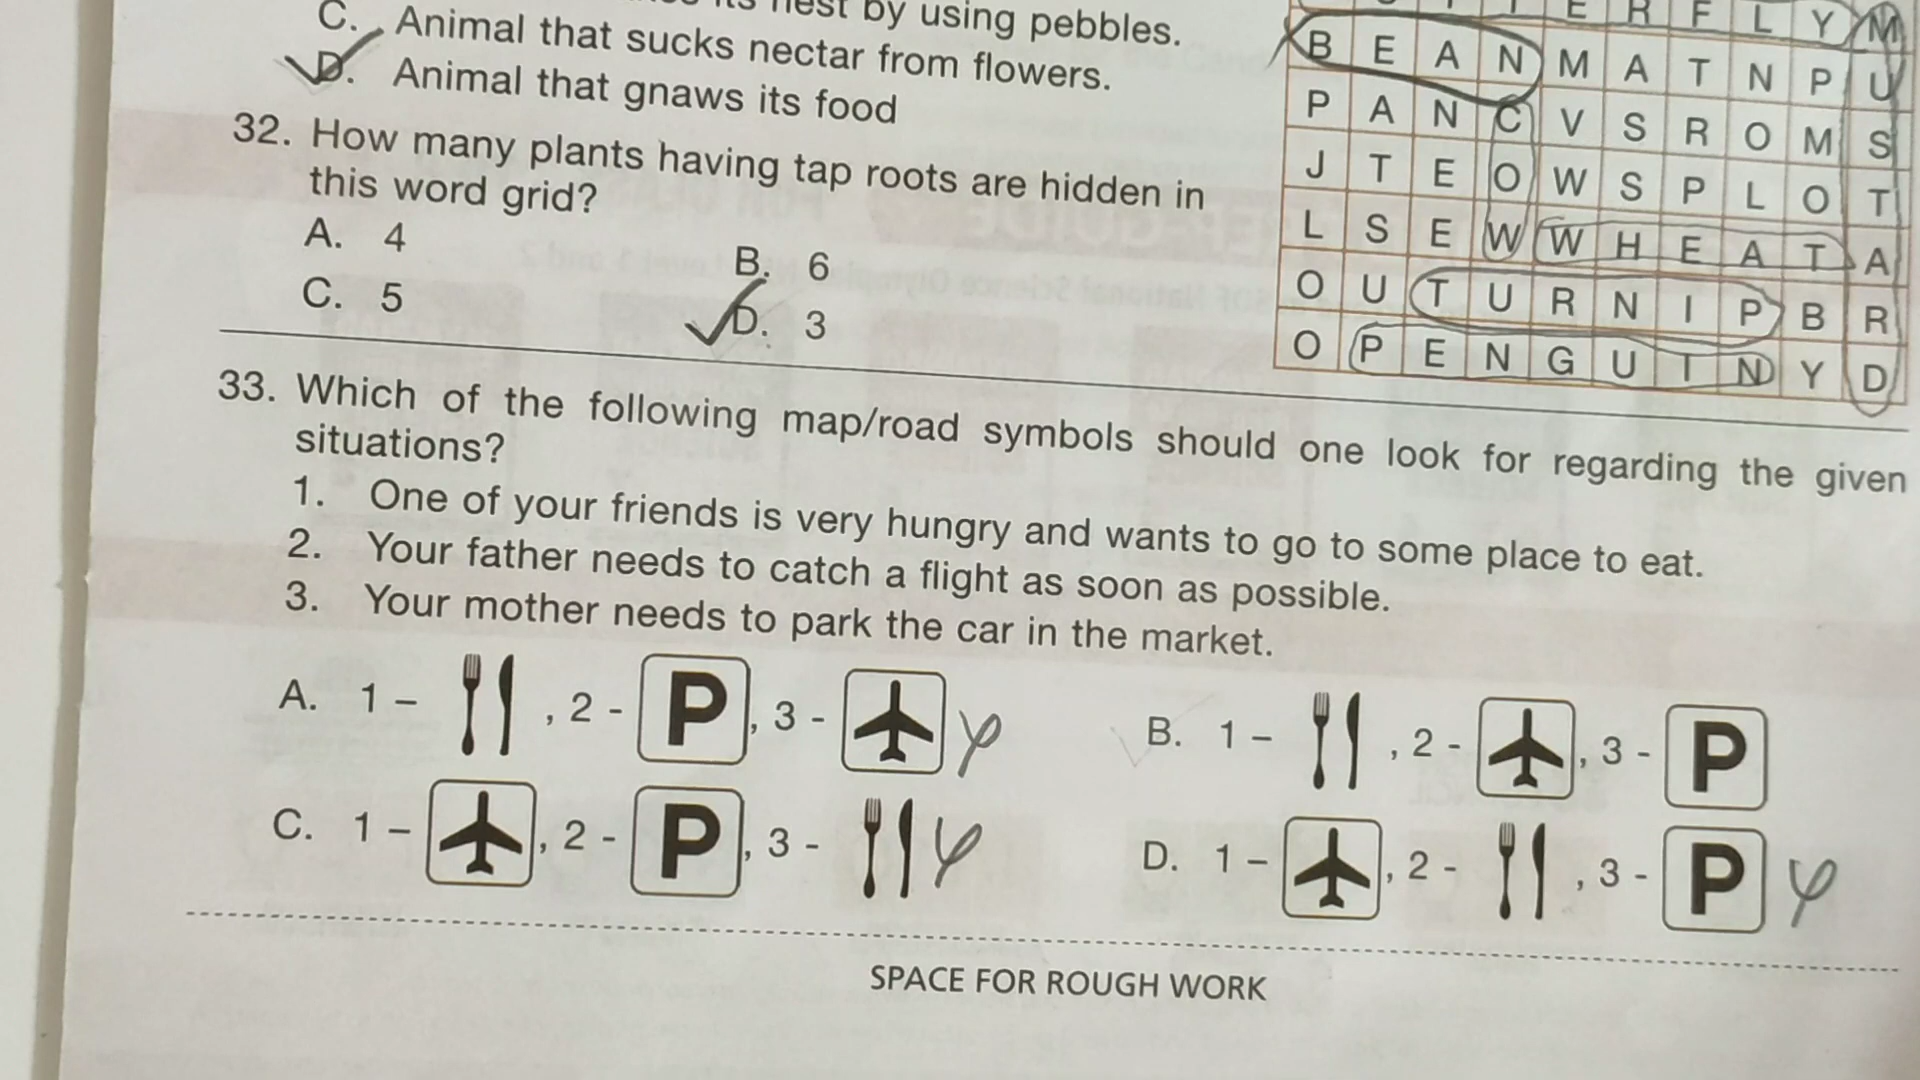 its nest by using pebbles.
C. Animal that sucks nectar from flowers.
D. Animal that gnaws its food
32. How many plants having tap roots are hidden in
this word grid?
A. 4
B. 6
C. 5
D. 3
E R F L Y M
B E A N M A T N P U
P A N C V S R O M S
J T E O W S P L O T
L S E W W H E A T A
O U T U R N I P B R
O P E N G U I N Y D
33. Which of the following map/road symbols should one look for regarding the given
situations?
1. One of your friends is very hungry and wants to go to some place to eat.
2. Your father needs to catch a flight as soon as possible.
3. Your mother needs to park the car in the market.
A. 1 – , 2 - P, 3 -
B. 1 – , 2 - , 3 - P
C. 1 – , 2 - P, 3 -
D. 1 – , 2 - , 3 - P
SPACE FOR ROUGH WORK